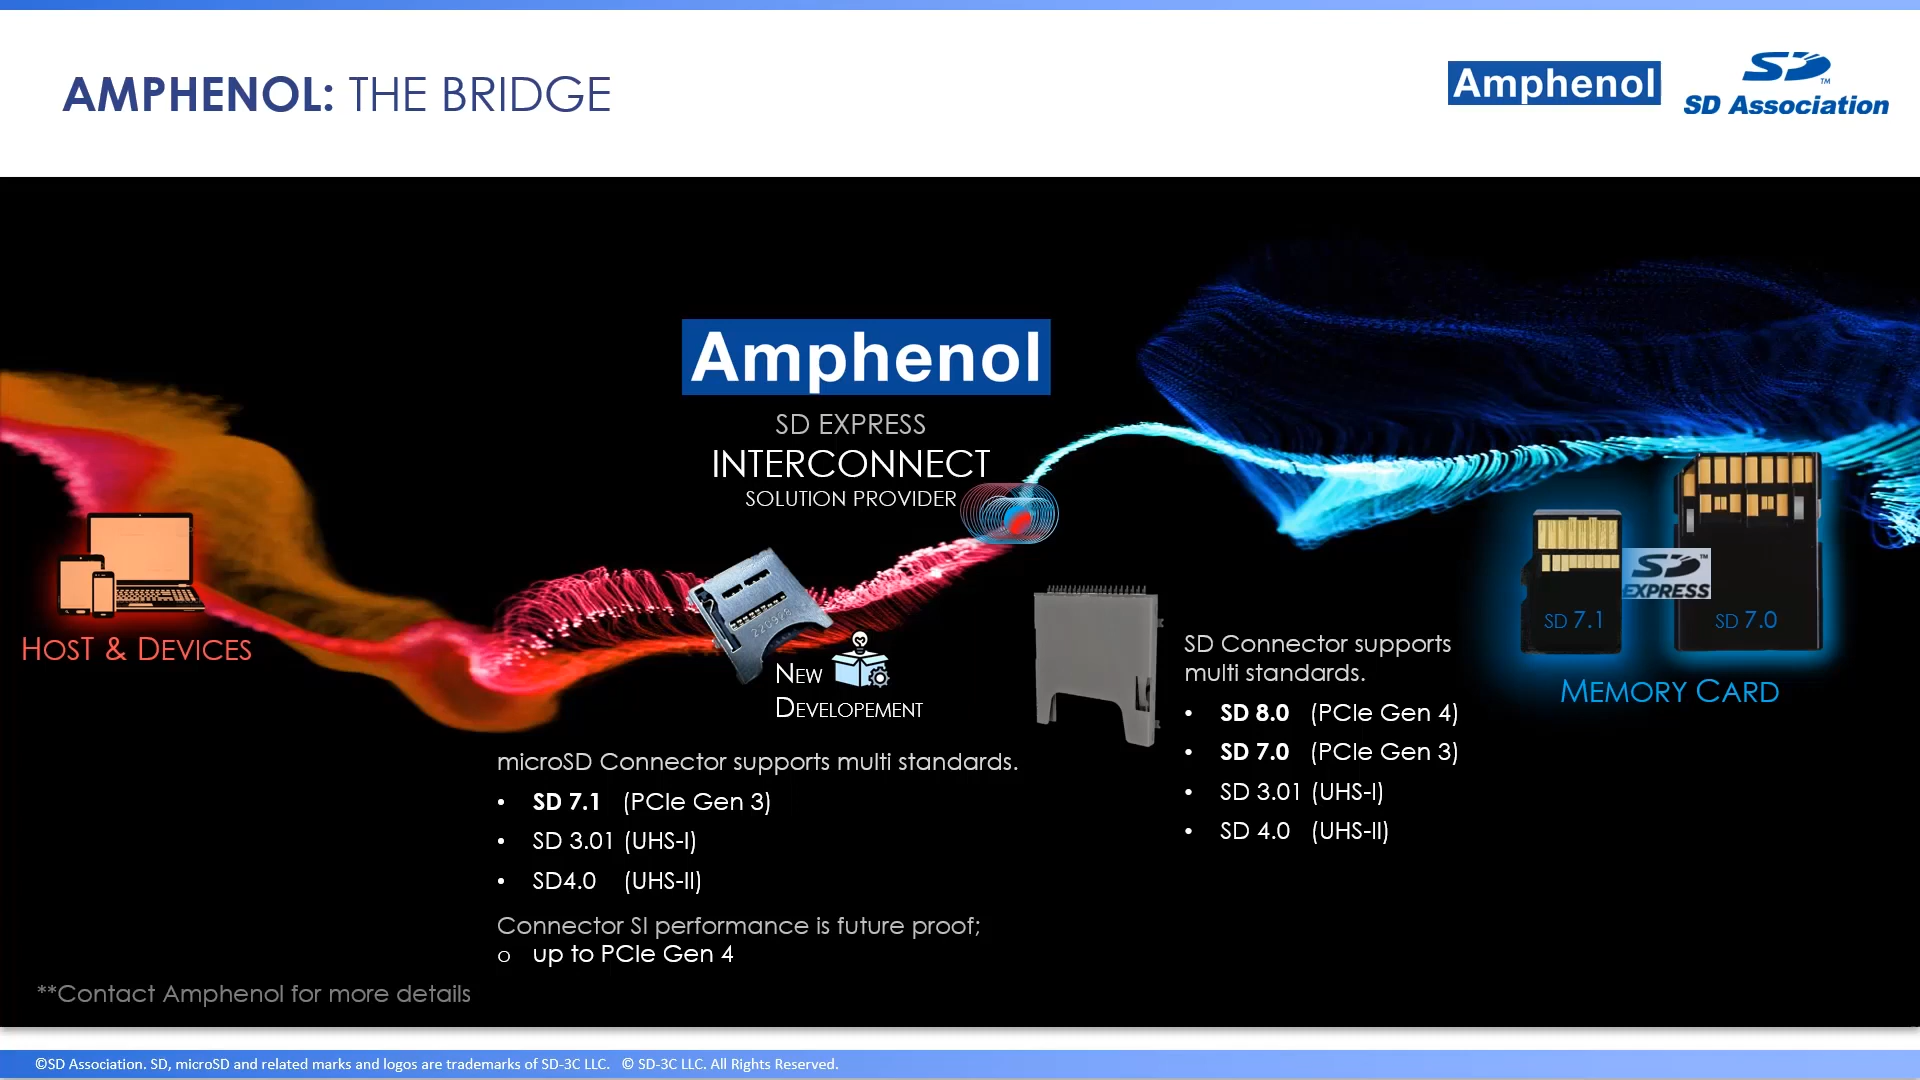 AMPHENOL: THE BRIDGE
Amphenol
SD
TM
SD Association
Amphenol
SD EXPRESS
INTERCONNECT
SOLUTION PROVIDER
HOST & DEVICES
220928
NEW
DEVELOPEMENT
microSD Connector supports multi standards.
• SD 7.1 (PCIe Gen 3)
• SD 3.01 (UHS-I)
• SD4.0 (UHS-II)
Connector SI performance is future proof;
o up to PCIe Gen 4
SD Connector supports
multi standards.
• SD 8.0 (PCIe Gen 4)
• SD 7.0 (PCIe Gen 3)
• SD 3.01 (UHS-I)
• SD 4.0 (UHS-II)
SD
TM
EXPRESS
SD 7.1
SD 7.0
MEMORY CARD
**Contact Amphenol for more details
©SD Association. SD, microSD and related marks and logos are trademarks of SD-3C LLC. © SD-3C LLC. All Rights Reserved.